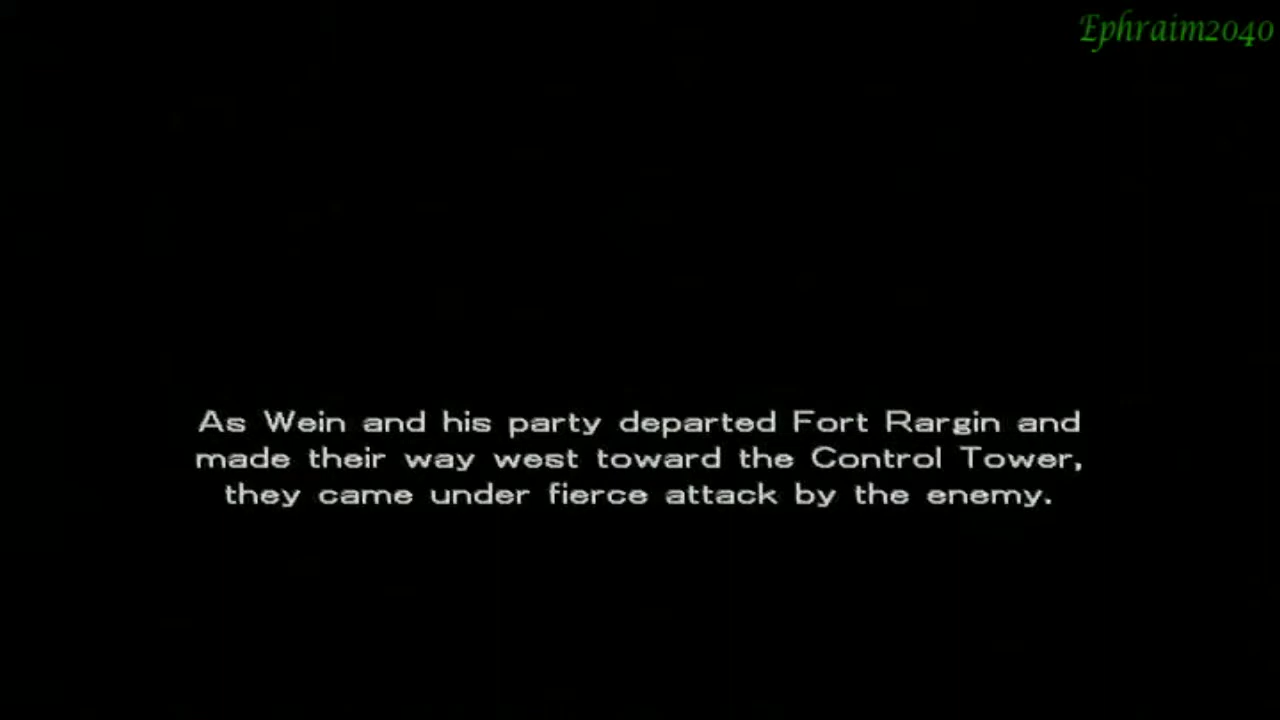 Ephraim2040
As Wein and his party departed Fort Rargin and
made their way west toward the Control Tower,
they came under fierce attack by the enemy.